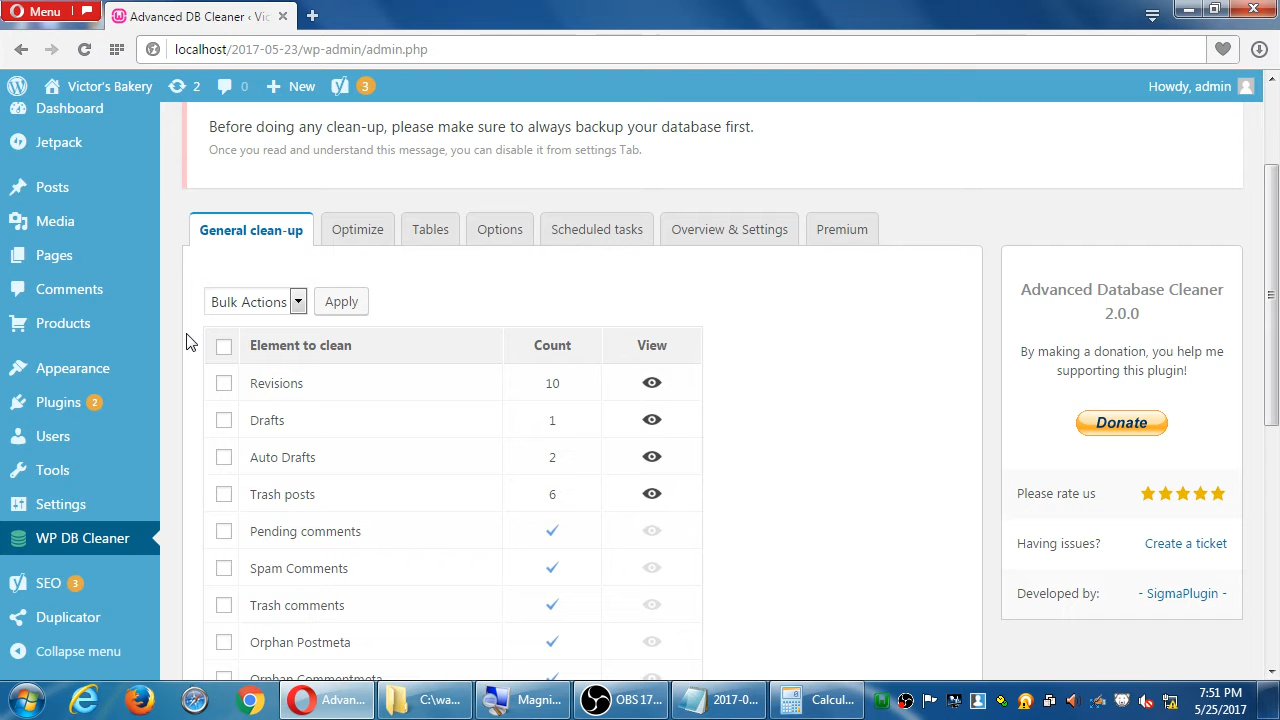 Menu
Advanced DB Cleaner ‹ Vic
localhost/2017-05-23/wp-admin/admin.php
Victor's Bakery 2 0 New 3 Howdy, admin
Dashboard
Jetpack
Posts
Media
Pages
Comments
Products
Appearance
Plugins 2
Users
Tools
Settings
WP DB Cleaner
SEO 3
Duplicator
Collapse menu
Before doing any clean-up, please make sure to always backup your database first.
Once you read and understand this message, you can disable it from settings Tab.
General clean-up Optimize Tables Options Scheduled tasks Overview & Settings Premium
Bulk Actions Apply
Element to clean Count View
Revisions 10
Drafts 1
Auto Drafts 2
Trash posts 6
Pending comments
Spam Comments
Trash comments
Orphan Postmeta
Orphan Commentmeta
Advanced Database Cleaner
2.0.0
By making a donation, you help me
supporting this plugin!
Donate
Please rate us
Having issues? Create a ticket
Developed by: - SigmaPlugin -
Advan... C:\wa... Magni... OBS 17... 2017-0... Calcul...
7:51 PM
5/25/2017